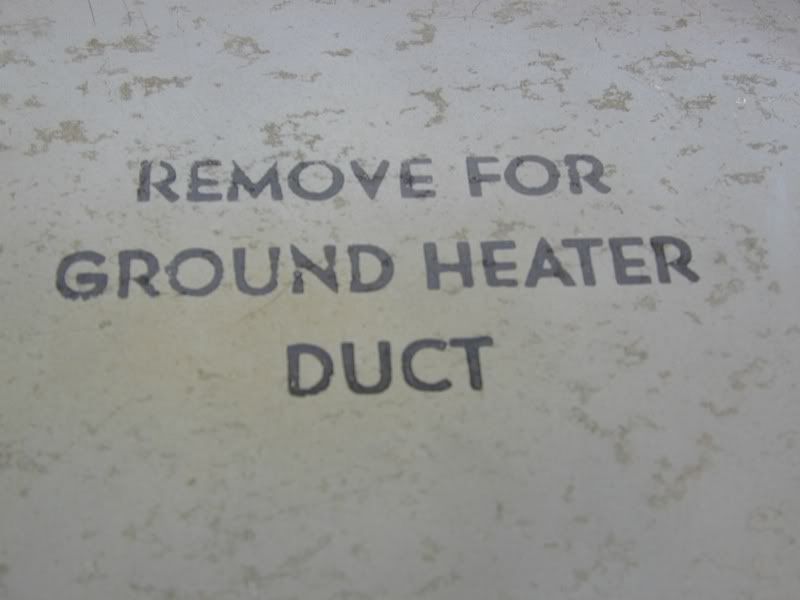 REMOVE FOR
GROUND HEATER
DUCT